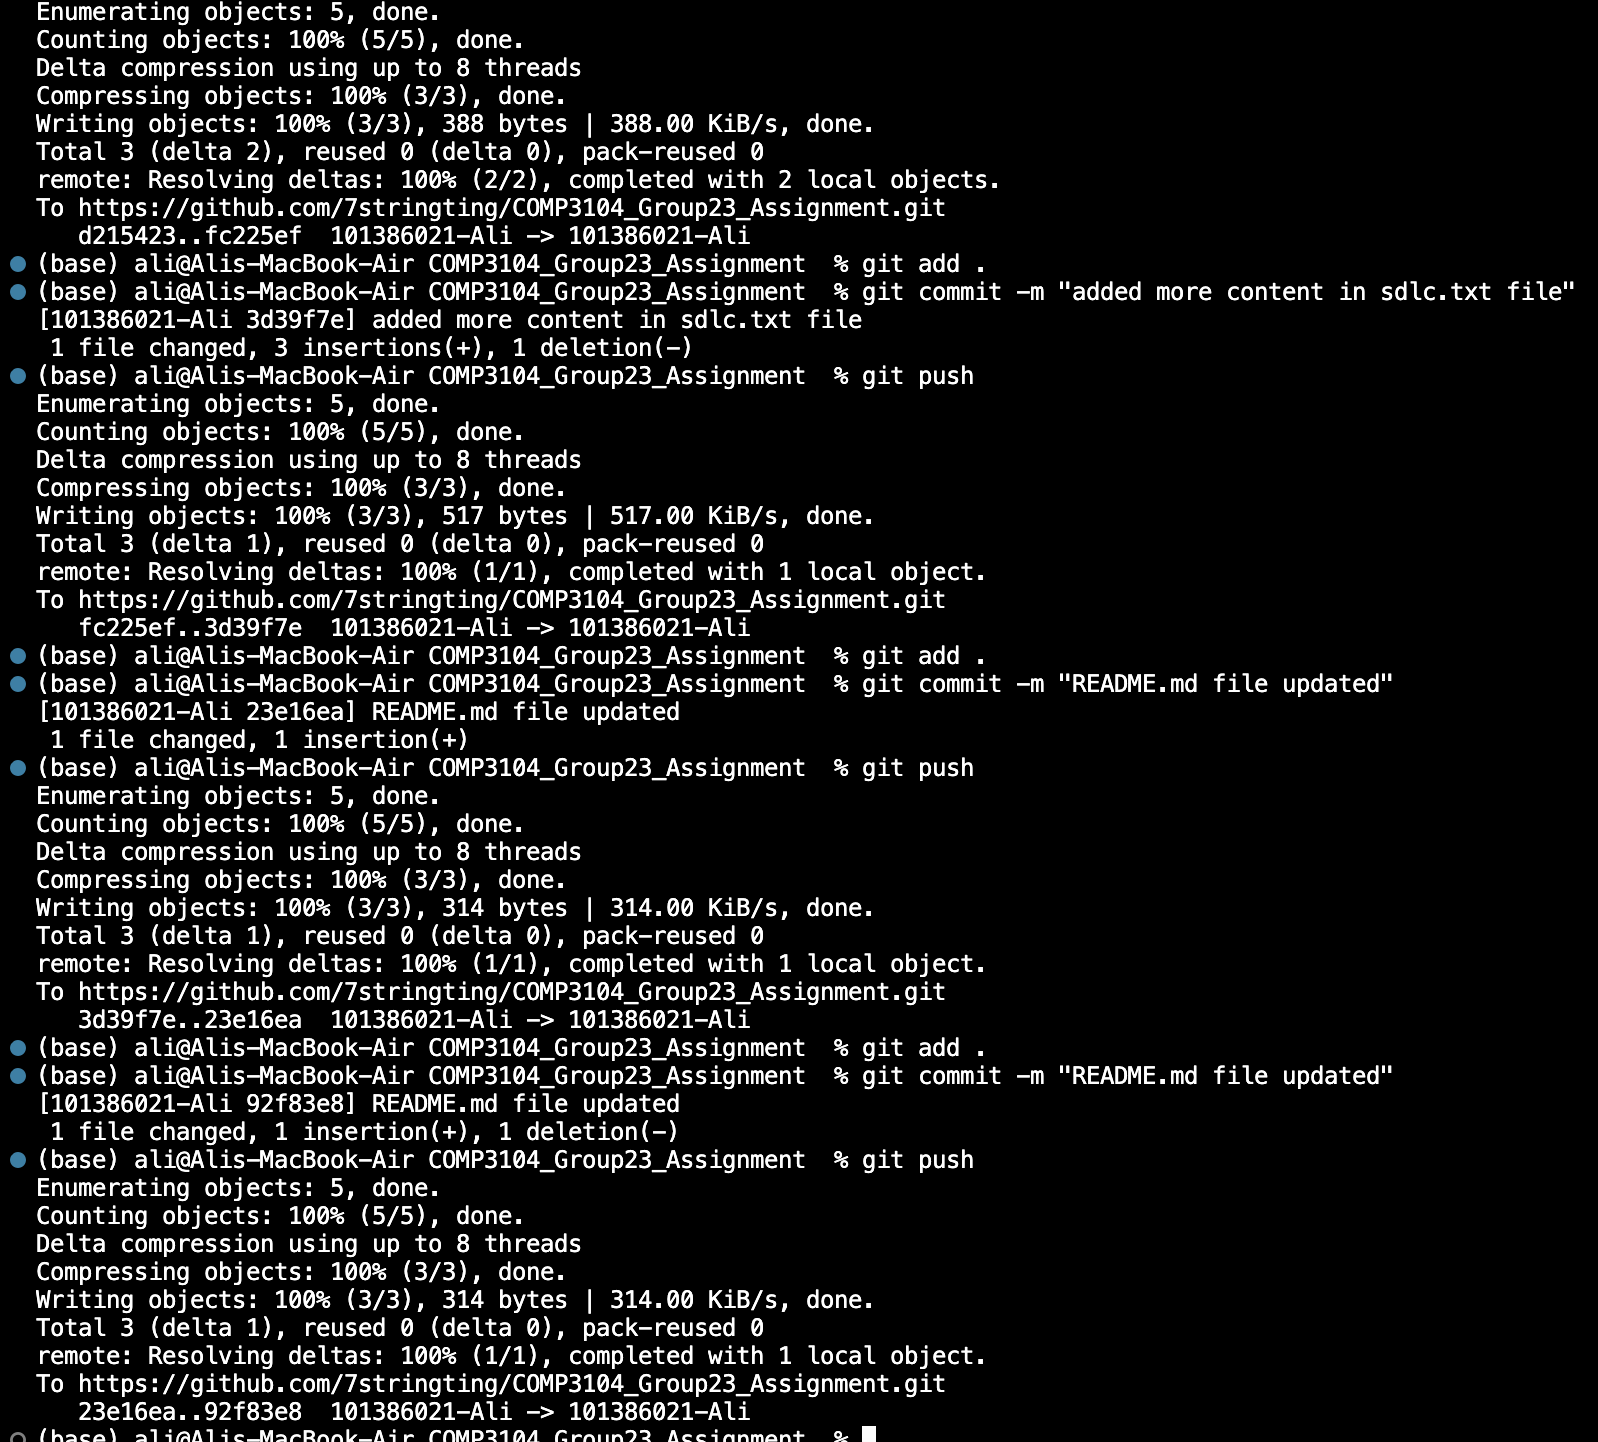 Enumerating objects: 5, done.
Counting objects: 100% (5/5), done.
Delta compression using up to 8 threads
Compressing objects: 100% (3/3), done.
Writing objects: 100% (3/3), 388 bytes | 388.00 KiB/s, done.
Total 3 (delta 2), reused 0 (delta 0), pack-reused 0
remote: Resolving deltas: 100% (2/2), completed with 2 local objects.
To https://github.com/7stringting/COMP3104_Group23_Assignment.git
d215423..fc225ef  101386021-Ali -> 101386021-Ali
(base) ali@Alis-MacBook-Air COMP3104_Group23_Assignment  % git add .
(base) ali@Alis-MacBook-Air COMP3104_Group23_Assignment  % git commit -m "added more content in sdlc.txt file"
[101386021-Ali 3d39f7e] added more content in sdlc.txt file
1 file changed, 3 insertions(+), 1 deletion(-)
(base) ali@Alis-MacBook-Air COMP3104_Group23_Assignment  % git push
Enumerating objects: 5, done.
Counting objects: 100% (5/5), done.
Delta compression using up to 8 threads
Compressing objects: 100% (3/3), done.
Writing objects: 100% (3/3), 517 bytes | 517.00 KiB/s, done.
Total 3 (delta 1), reused 0 (delta 0), pack-reused 0
remote: Resolving deltas: 100% (1/1), completed with 1 local object.
To https://github.com/7stringting/COMP3104_Group23_Assignment.git
fc225ef..3d39f7e  101386021-Ali -> 101386021-Ali
(base) ali@Alis-MacBook-Air COMP3104_Group23_Assignment  % git add .
(base) ali@Alis-MacBook-Air COMP3104_Group23_Assignment  % git commit -m "README.md file updated"
[101386021-Ali 23e16ea] README.md file updated
1 file changed, 1 insertion(+)
(base) ali@Alis-MacBook-Air COMP3104_Group23_Assignment  % git push
Enumerating objects: 5, done.
Counting objects: 100% (5/5), done.
Delta compression using up to 8 threads
Compressing objects: 100% (3/3), done.
Writing objects: 100% (3/3), 314 bytes | 314.00 KiB/s, done.
Total 3 (delta 1), reused 0 (delta 0), pack-reused 0
remote: Resolving deltas: 100% (1/1), completed with 1 local object.
To https://github.com/7stringting/COMP3104_Group23_Assignment.git
3d39f7e..23e16ea  101386021-Ali -> 101386021-Ali
(base) ali@Alis-MacBook-Air COMP3104_Group23_Assignment  % git add .
(base) ali@Alis-MacBook-Air COMP3104_Group23_Assignment  % git commit -m "README.md file updated"
[101386021-Ali 92f83e8] README.md file updated
1 file changed, 1 insertion(+), 1 deletion(-)
(base) ali@Alis-MacBook-Air COMP3104_Group23_Assignment  % git push
Enumerating objects: 5, done.
Counting objects: 100% (5/5), done.
Delta compression using up to 8 threads
Compressing objects: 100% (3/3), done.
Writing objects: 100% (3/3), 314 bytes | 314.00 KiB/s, done.
Total 3 (delta 1), reused 0 (delta 0), pack-reused 0
remote: Resolving deltas: 100% (1/1), completed with 1 local object.
To https://github.com/7stringting/COMP3104_Group23_Assignment.git
23e16ea..92f83e8  101386021-Ali -> 101386021-Ali
(base) ali@Alis-MacBook-Air COMP3104_Group23_Assignment  %